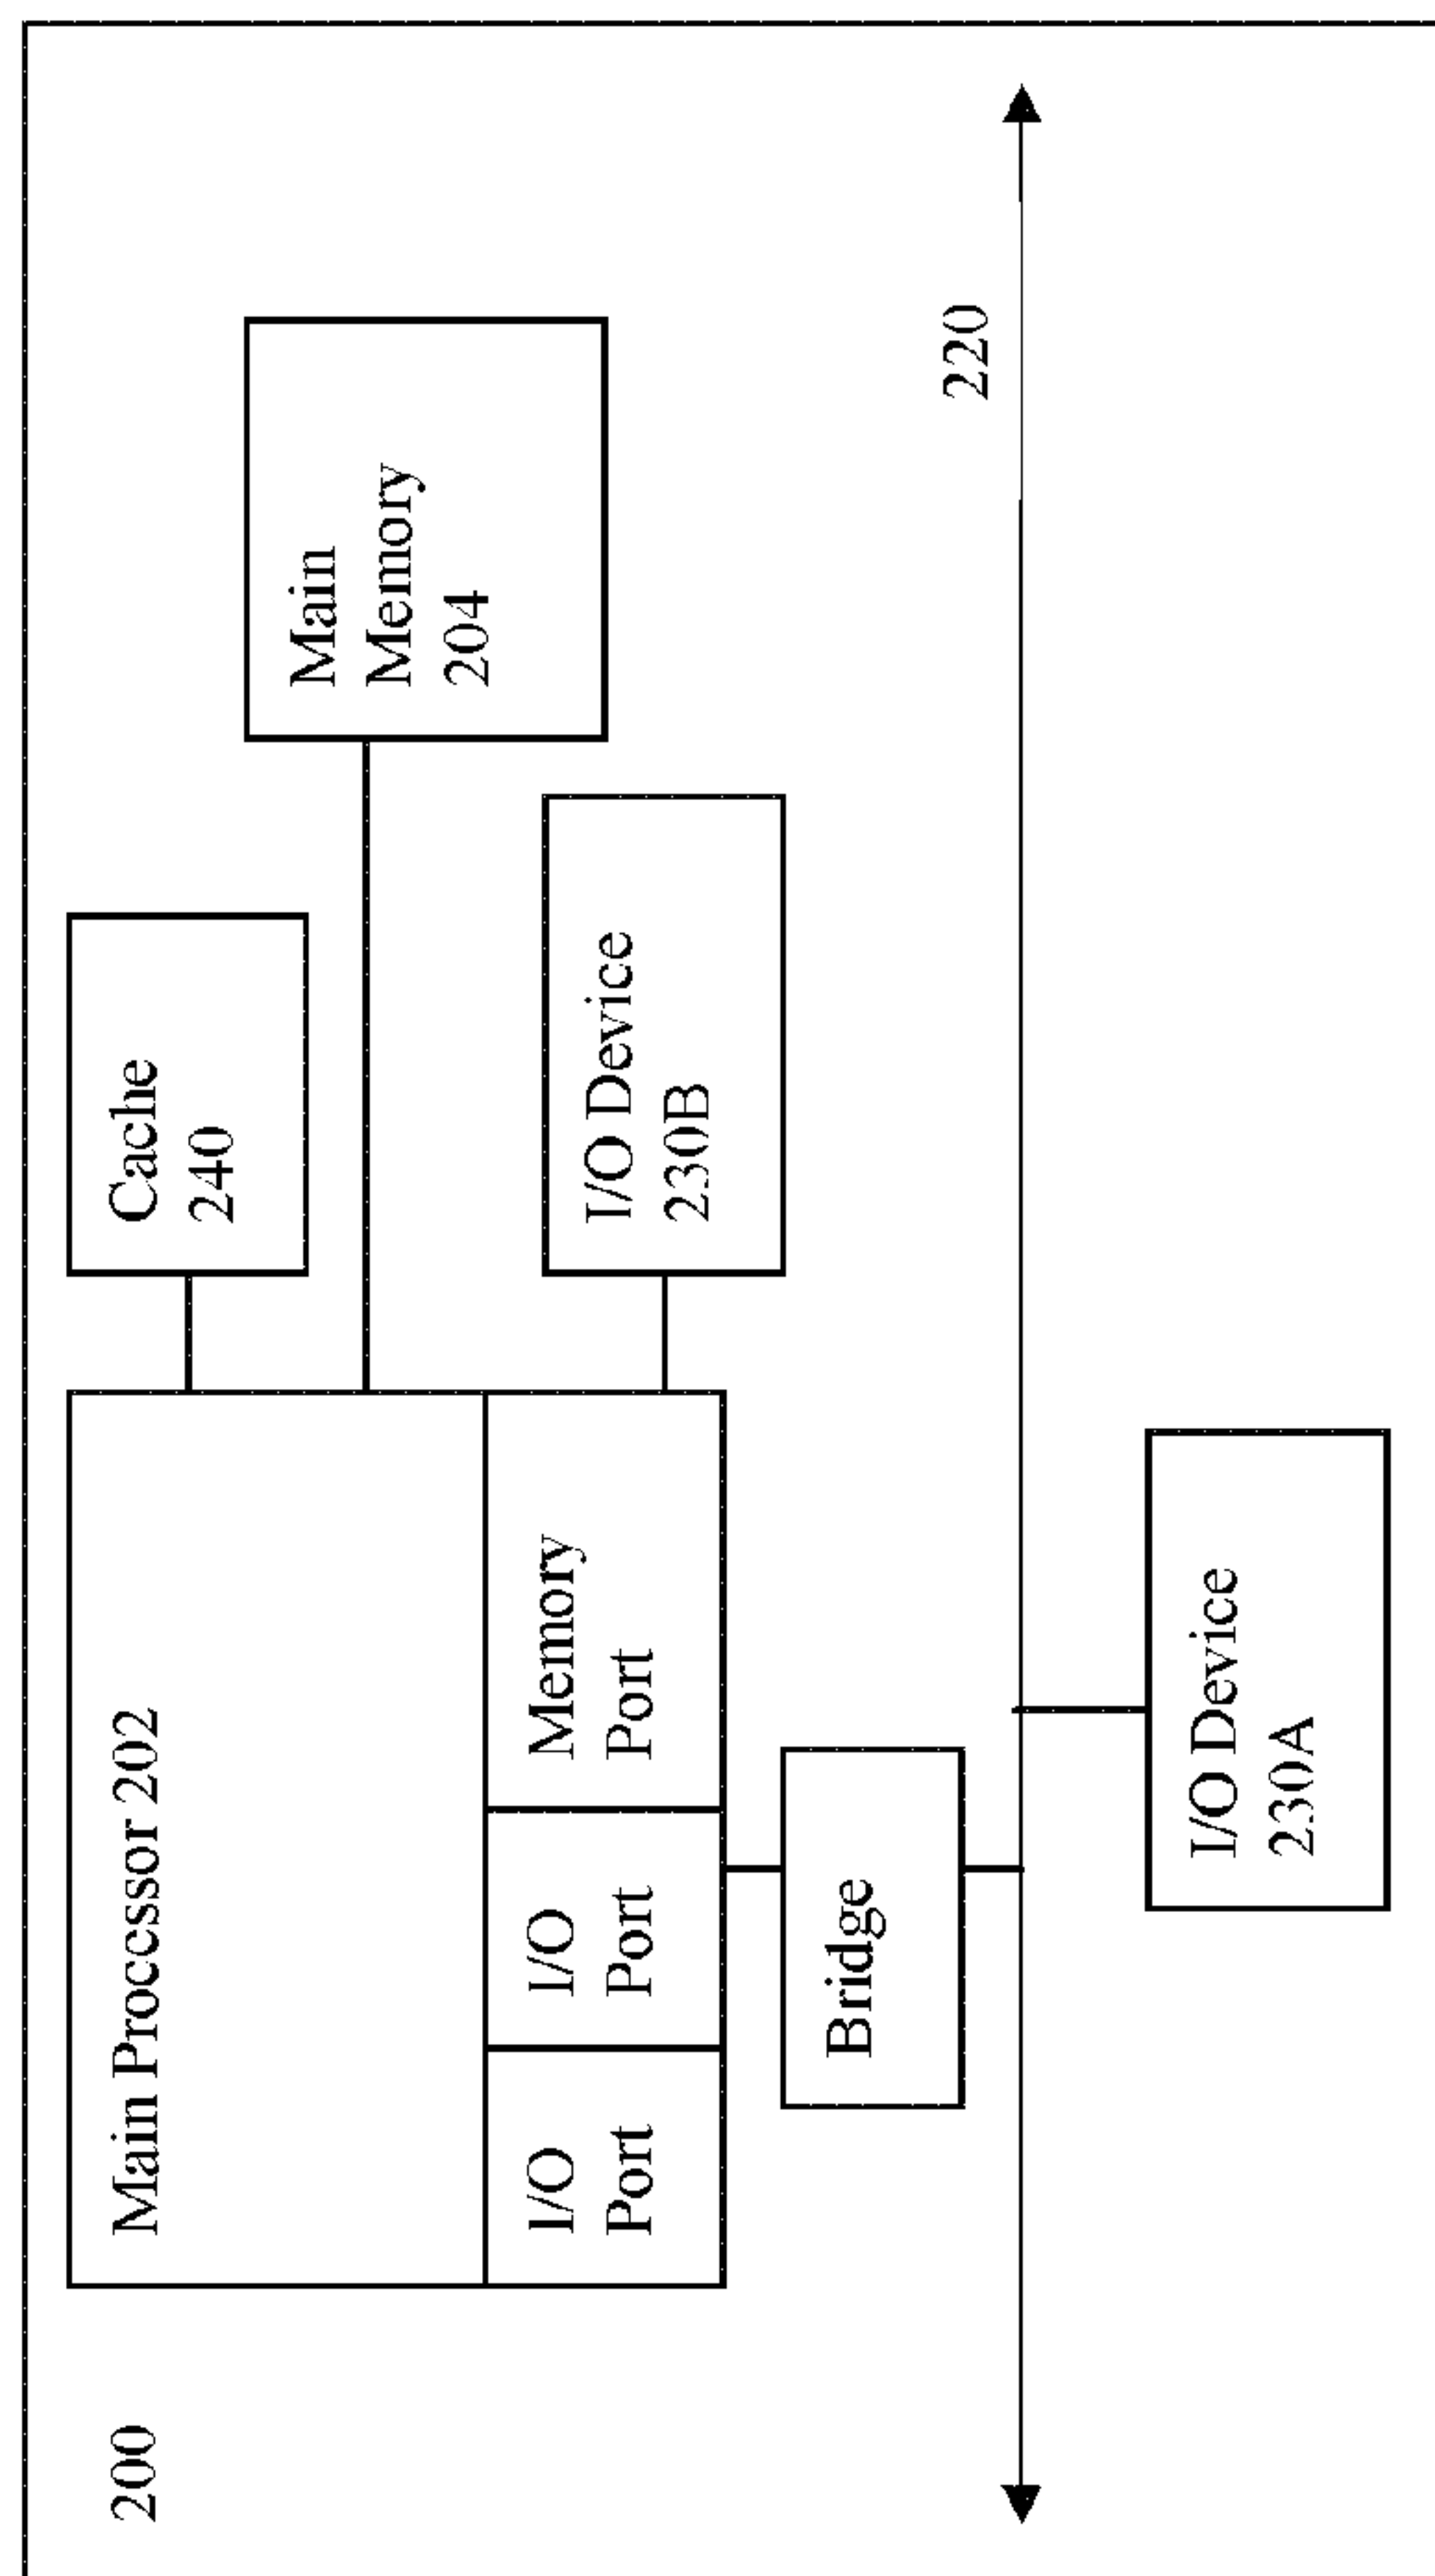 200
Main Processor 202
I/O
Port
I/O
Port
Memory
Port
Cache
240
Main
Memory
204
I/O Device
230B
Bridge
220
I/O Device
230A